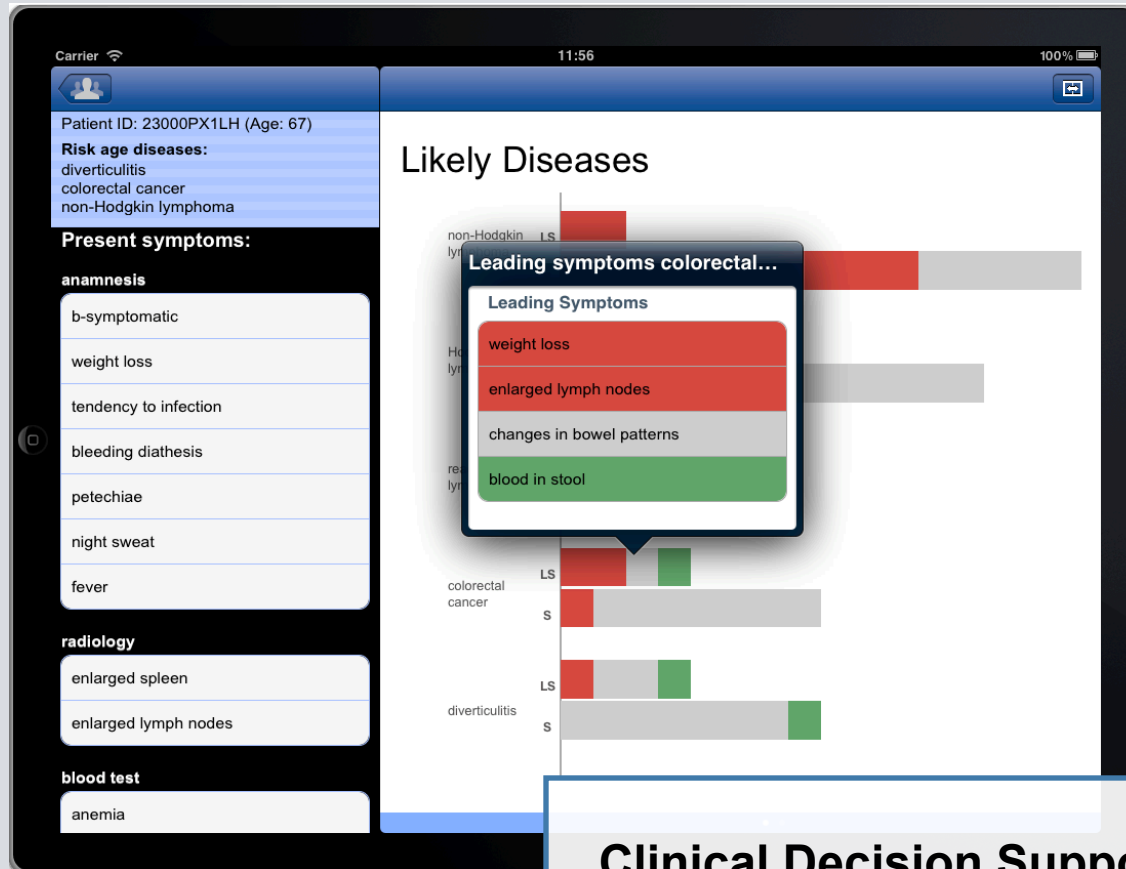 Carrier
11:56
100%
Patient ID: 23000PX1LH (Age: 67)
Risk age diseases:
diverticulitis
colorectal cancer
non-Hodgkin lymphoma
Present symptoms:
anamnesis
b-symptomatic
weight loss
tendency to infection
bleeding diathesis
petechiae
night sweat
fever
radiology
enlarged spleen
enlarged lymph nodes
blood test
anemia
Likely Diseases
non-Hodgkin
LS
Leading symptoms colorectal...
Leading Symptoms
weight loss
enlarged lymph nodes
changes in bowel patterns
blood in stool
colorectal
cancer
LS
S
diverticulitis
LS
S
Clinical Decision